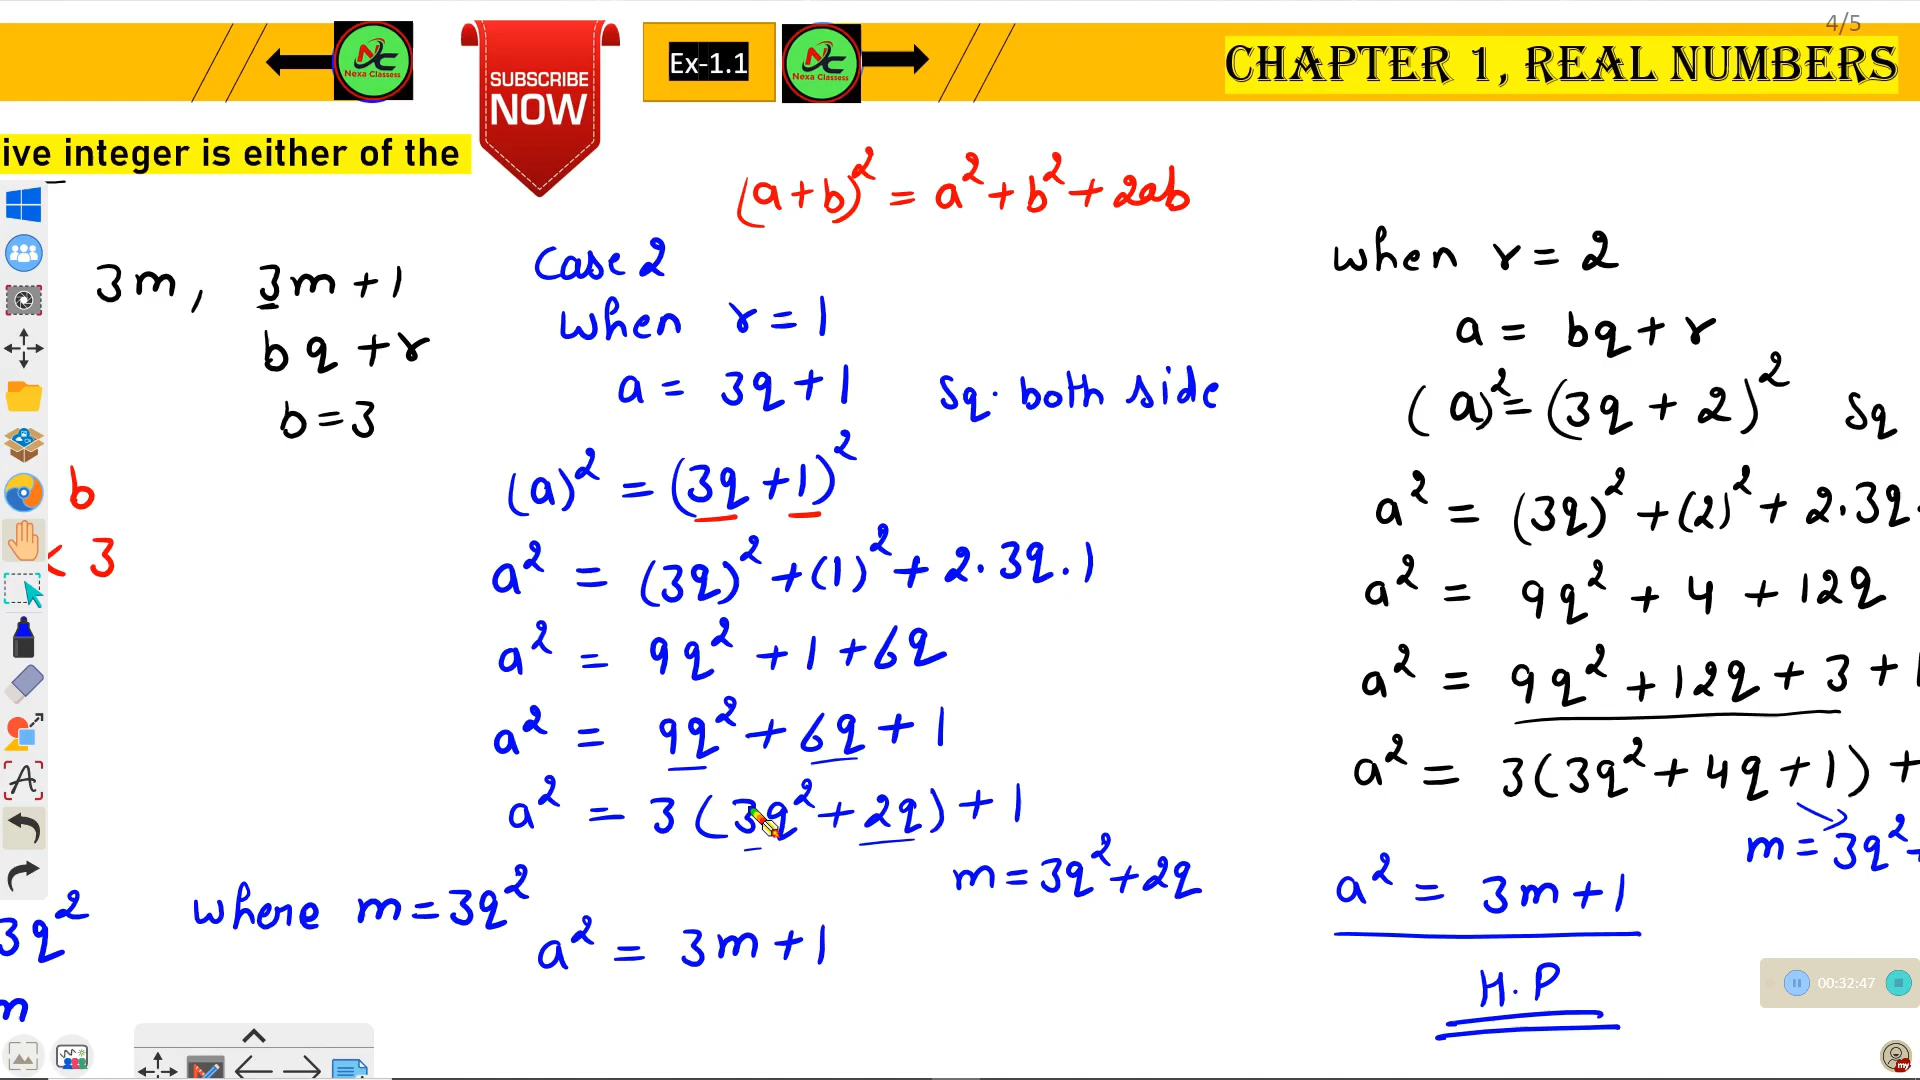 4/5
SUBSCRIBE
NOW
Ex-1.1
Nexa Classess
Nexa Classess
CHAPTER 1, REAL NUMBERS
ive integer is either of the
(a+b)² = a² + b² + 2ab
3m, 3m + 1
bq + r
b = 3
b
< 3
Case 2
when r = 1
a = 3q + 1 Sq. both side
(a)² = (3q + 1)²
a² = (3q)² + (1)² + 2·3q·1
a² = 9q² + 1 + 6q
a² = 9q² + 6q + 1
a² = 3(3q² + 2q) + 1
m = 3q² + 2q
3q² where m = 3q²
a² = 3m + 1
m
when r = 2
a = bq + r
(a)² = (3q + 2)² Sq
a² = (3q)² + (2)² + 2·3q·
a² = 9q² + 4 + 12q
a² = 9q² + 12q + 3 + 1
a² = 3(3q² + 4q + 1) +
m = 3q² +
a² = 3m + 1
H.P
00:32:47